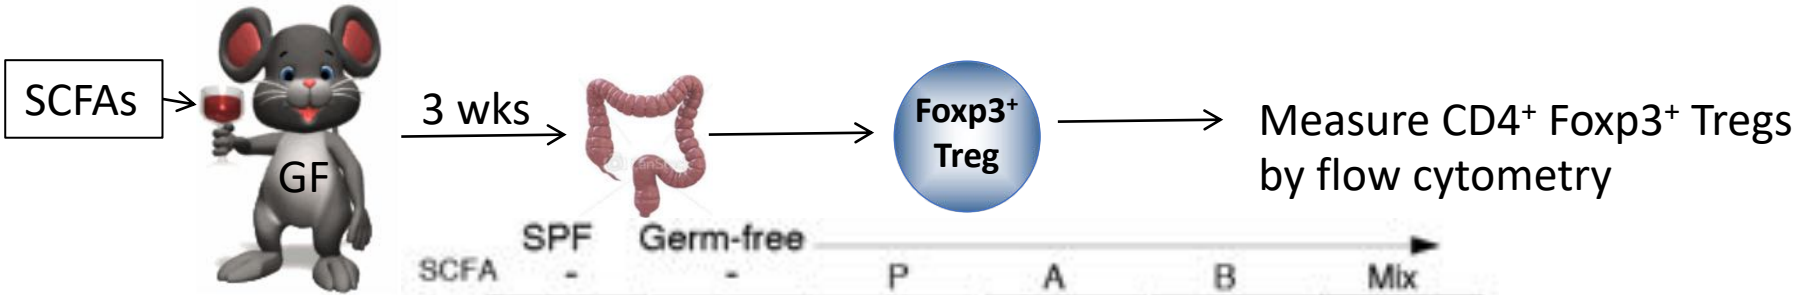 SCFAs
GF
3 wks
Foxp3⁺
Treg
Measure CD4⁺ Foxp3⁺ Tregs
by flow cytometry
SPF Germ-free
SCFA - - P A B Mix